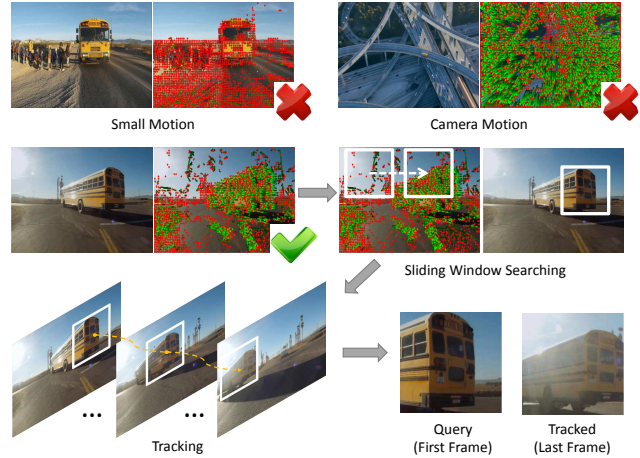 Small Motion
Camera Motion
Sliding Window Searching
...
...
Tracking
Query
(First Frame)
Tracked
(Last Frame)